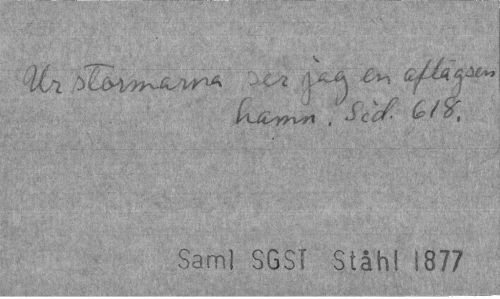 Ur stormarna ser jag en aflägsen
hamn. Sid. 618.
Saml SGST Ståhl 1877